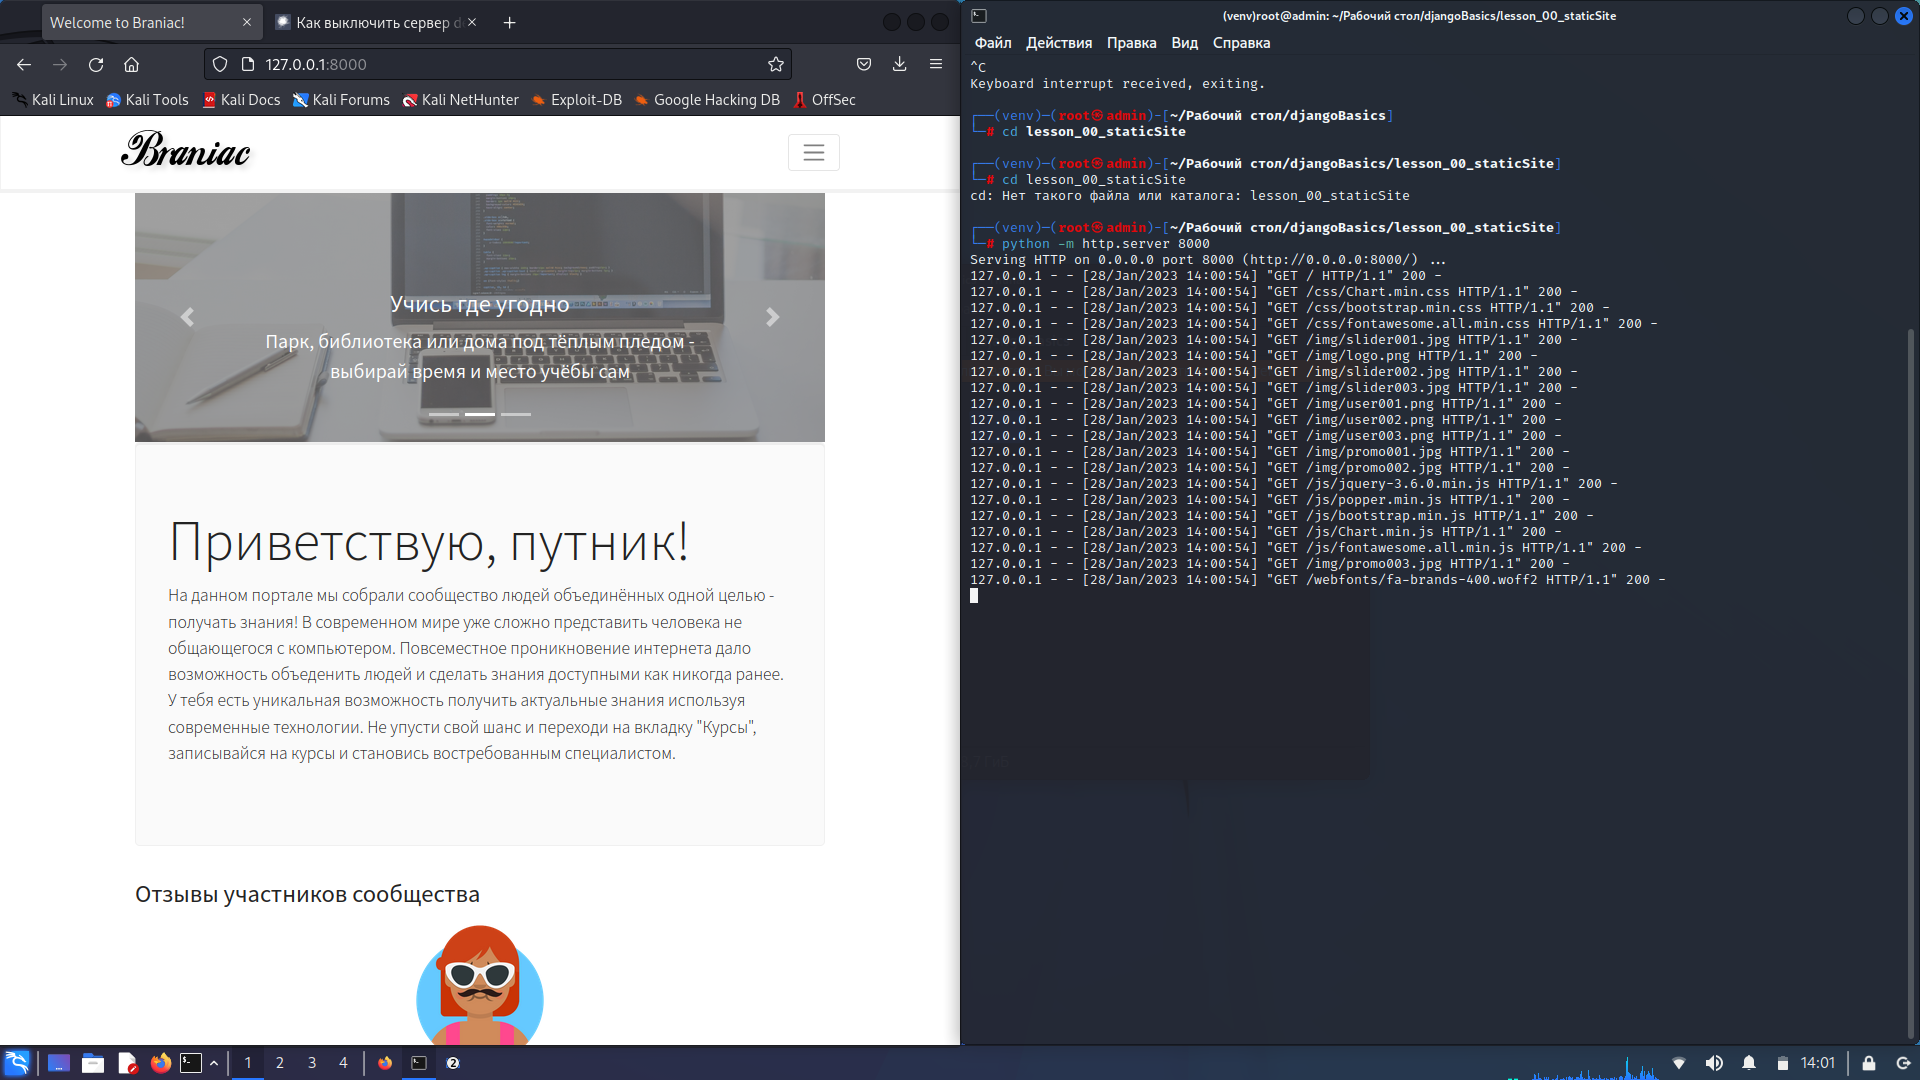 Welcome to Braniac!
Как выключить сервер d
127.0.0.1:8000
Kali Linux
Kali Tools
Kali Docs
Kali Forums
Kali NetHunter
Exploit-DB
Google Hacking DB
OffSec
Braniac
Учись где угодно
Парк, библиотека или дома под тёплым пледом -
выбирай время и место учёбы сам
Приветствую, путник!
На данном портале мы собрали сообщество людей объединённых одной целью -
получать знания! В современном мире уже сложно представить человека не
общающегося с компьютером. Повсеместное проникновение интернета дало
возможность объеденить людей и сделать знания доступными как никогда ранее.
У тебя есть уникальная возможность получить актуальные знания используя
современные технологии. Не упусти свой шанс и переходи на вкладку "Курсы",
записывайся на курсы и становись востребованным специалистом.
Отзывы участников сообщества
(venv)root@admin: ~/Рабочий стол/djangoBasics/lesson_00_staticSite
Файл Действия Правка Вид Справка
^C
Keyboard interrupt received, exiting.
┌──(venv)─(root㉿admin)-[~/Рабочий стол/djangoBasics]
└─# cd lesson_00_staticSite
┌──(venv)─(root㉿admin)-[~/Рабочий стол/djangoBasics/lesson_00_staticSite]
└─# cd lesson_00_staticSite
cd: Нет такого файла или каталога: lesson_00_staticSite
┌──(venv)─(root㉿admin)-[~/Рабочий стол/djangoBasics/lesson_00_staticSite]
└─# python -m http.server 8000
Serving HTTP on 0.0.0.0 port 8000 (http://0.0.0.0:8000/) ...
127.0.0.1 - - [28/Jan/2023 14:00:54] "GET / HTTP/1.1" 200 -
127.0.0.1 - - [28/Jan/2023 14:00:54] "GET /css/Chart.min.css HTTP/1.1" 200 -
127.0.0.1 - - [28/Jan/2023 14:00:54] "GET /css/bootstrap.min.css HTTP/1.1" 200 -
127.0.0.1 - - [28/Jan/2023 14:00:54] "GET /css/fontawesome.all.min.css HTTP/1.1" 200 -
127.0.0.1 - - [28/Jan/2023 14:00:54] "GET /img/slider001.jpg HTTP/1.1" 200 -
127.0.0.1 - - [28/Jan/2023 14:00:54] "GET /img/logo.png HTTP/1.1" 200 -
127.0.0.1 - - [28/Jan/2023 14:00:54] "GET /img/slider002.jpg HTTP/1.1" 200 -
127.0.0.1 - - [28/Jan/2023 14:00:54] "GET /img/slider003.jpg HTTP/1.1" 200 -
127.0.0.1 - - [28/Jan/2023 14:00:54] "GET /img/user001.png HTTP/1.1" 200 -
127.0.0.1 - - [28/Jan/2023 14:00:54] "GET /img/user002.png HTTP/1.1" 200 -
127.0.0.1 - - [28/Jan/2023 14:00:54] "GET /img/user003.png HTTP/1.1" 200 -
127.0.0.1 - - [28/Jan/2023 14:00:54] "GET /img/promo001.jpg HTTP/1.1" 200 -
127.0.0.1 - - [28/Jan/2023 14:00:54] "GET /img/promo002.jpg HTTP/1.1" 200 -
127.0.0.1 - - [28/Jan/2023 14:00:54] "GET /js/jquery-3.6.0.min.js HTTP/1.1" 200 -
127.0.0.1 - - [28/Jan/2023 14:00:54] "GET /js/popper.min.js HTTP/1.1" 200 -
127.0.0.1 - - [28/Jan/2023 14:00:54] "GET /js/bootstrap.min.js HTTP/1.1" 200 -
127.0.0.1 - - [28/Jan/2023 14:00:54] "GET /js/Chart.min.js HTTP/1.1" 200 -
127.0.0.1 - - [28/Jan/2023 14:00:54] "GET /js/fontawesome.all.min.js HTTP/1.1" 200 -
127.0.0.1 - - [28/Jan/2023 14:00:54] "GET /img/promo003.jpg HTTP/1.1" 200 -
127.0.0.1 - - [28/Jan/2023 14:00:54] "GET /webfonts/fa-brands-400.woff2 HTTP/1.1" 200 -
1 2 3 4
2
14:01